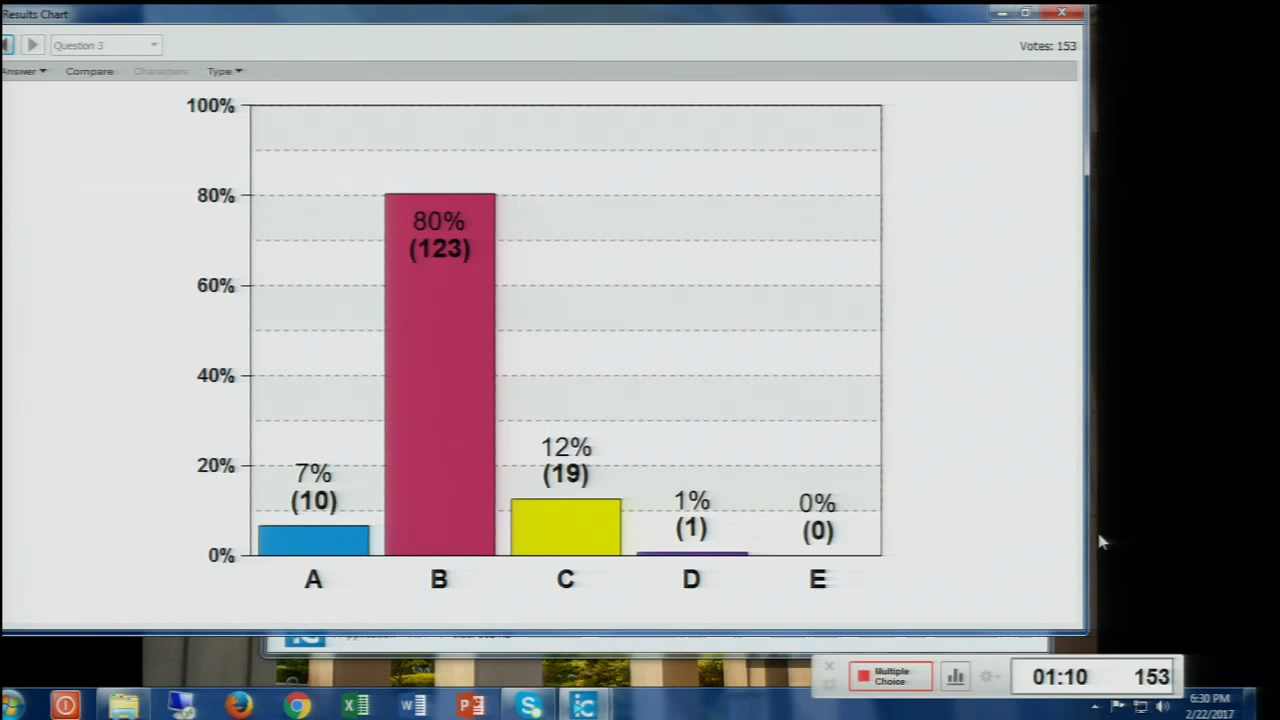 Results Chart
Question 3
Votes: 153
Answer
Compare
Characters
Type
100%
80%
60%
40%
20%
0%
80%
(123)
12%
(19)
7%
(10)
1%
(1)
0%
(0)
A
B
C
D
E
Multiple
Choice
01:10
153
6:30 PM
2/22/2017